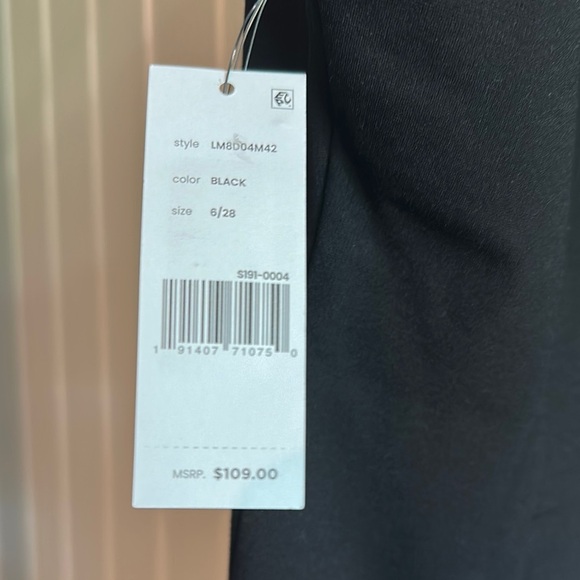 style LM8D04M42
color BLACK
size 6/28
S191-0004
1 91407 71075 0
MSRP. $109.00